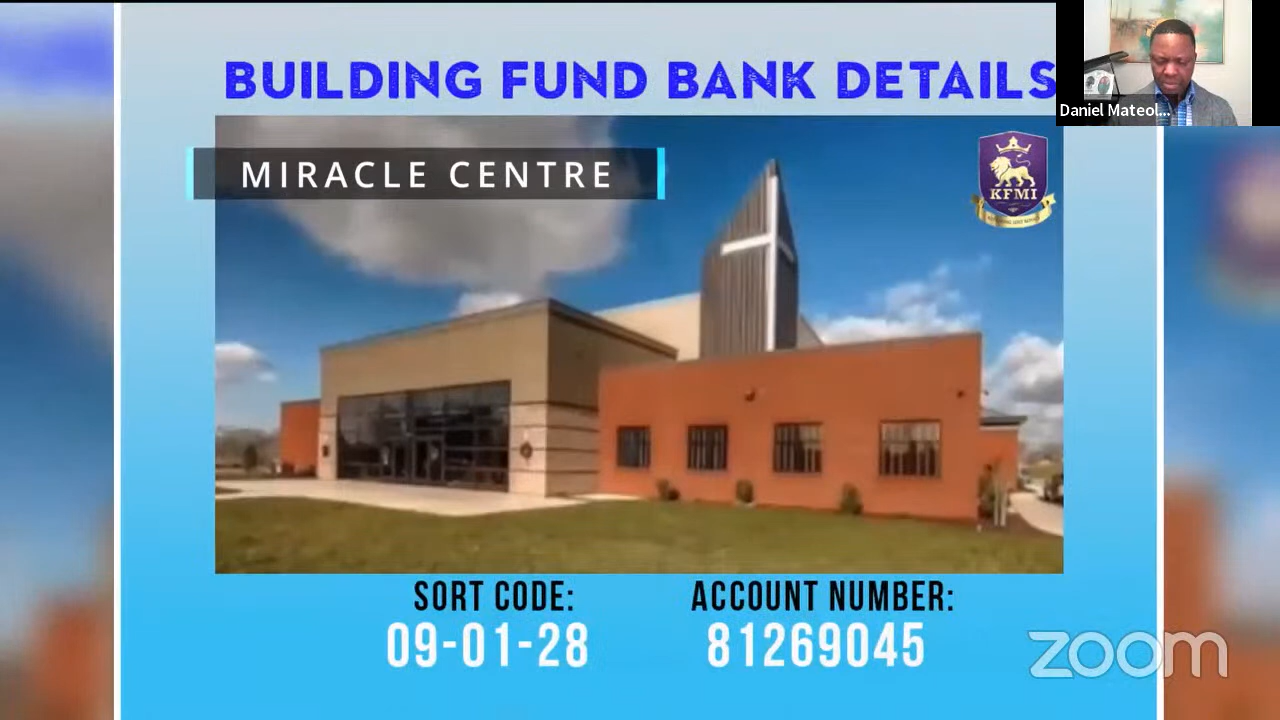 BUILDING FUND BANK DETAILS
Daniel Mateol...
MIRACLE CENTRE
KFMI
SORT CODE:
09-01-28
ACCOUNT NUMBER:
81269045
zoom